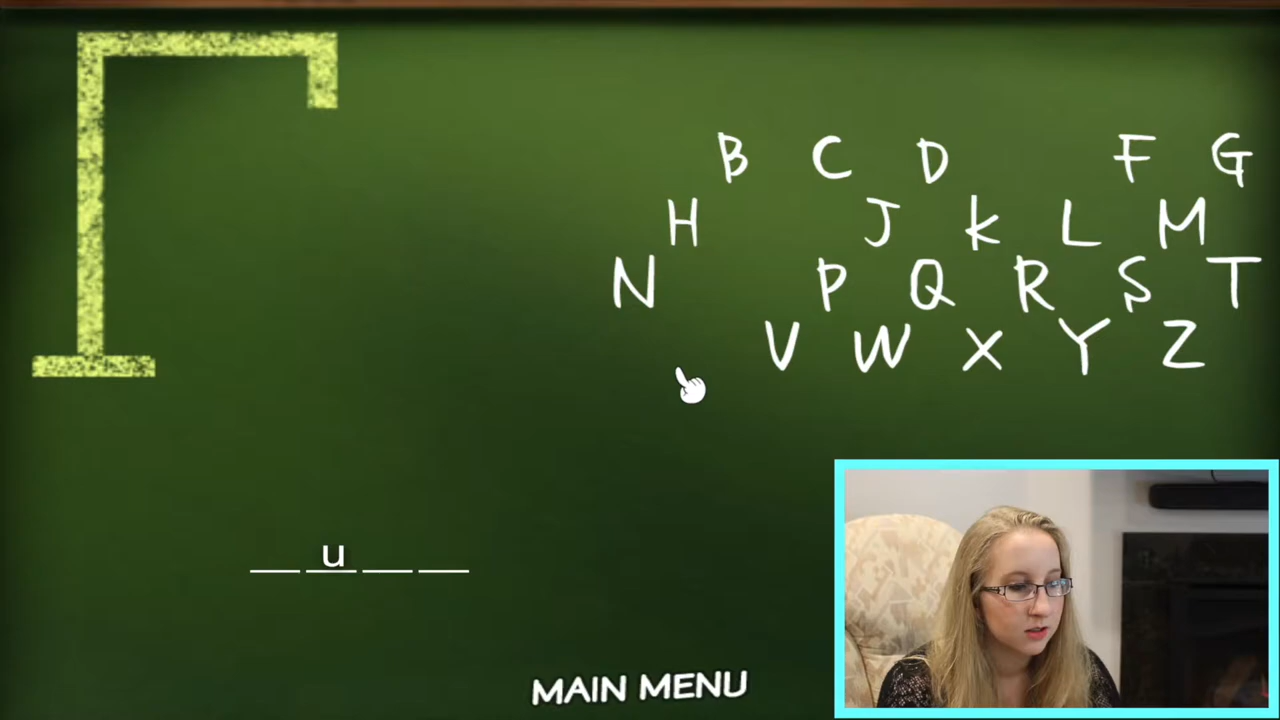 B C D F G
H J K L M
N P Q R S T
V W X Y Z
_ u _ _
MAIN MENU